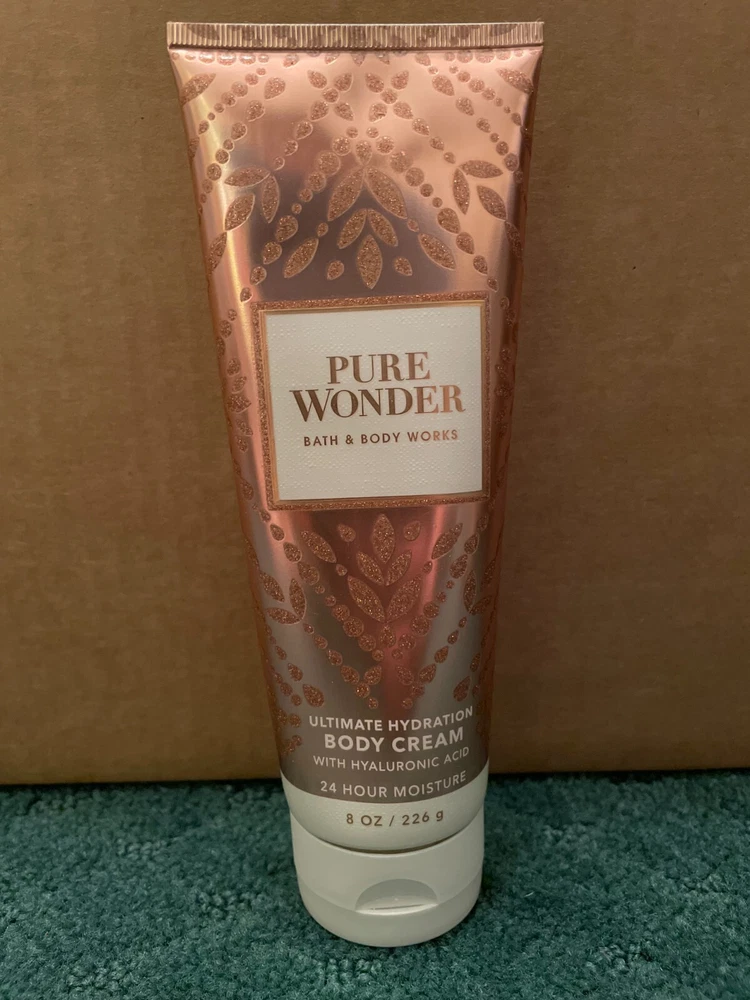 PURE
WONDER
BATH & BODY WORKS
ULTIMATE HYDRATION
BODY CREAM
WITH HYALURONIC ACID
24 HOUR MOISTURE
8 OZ / 226 g